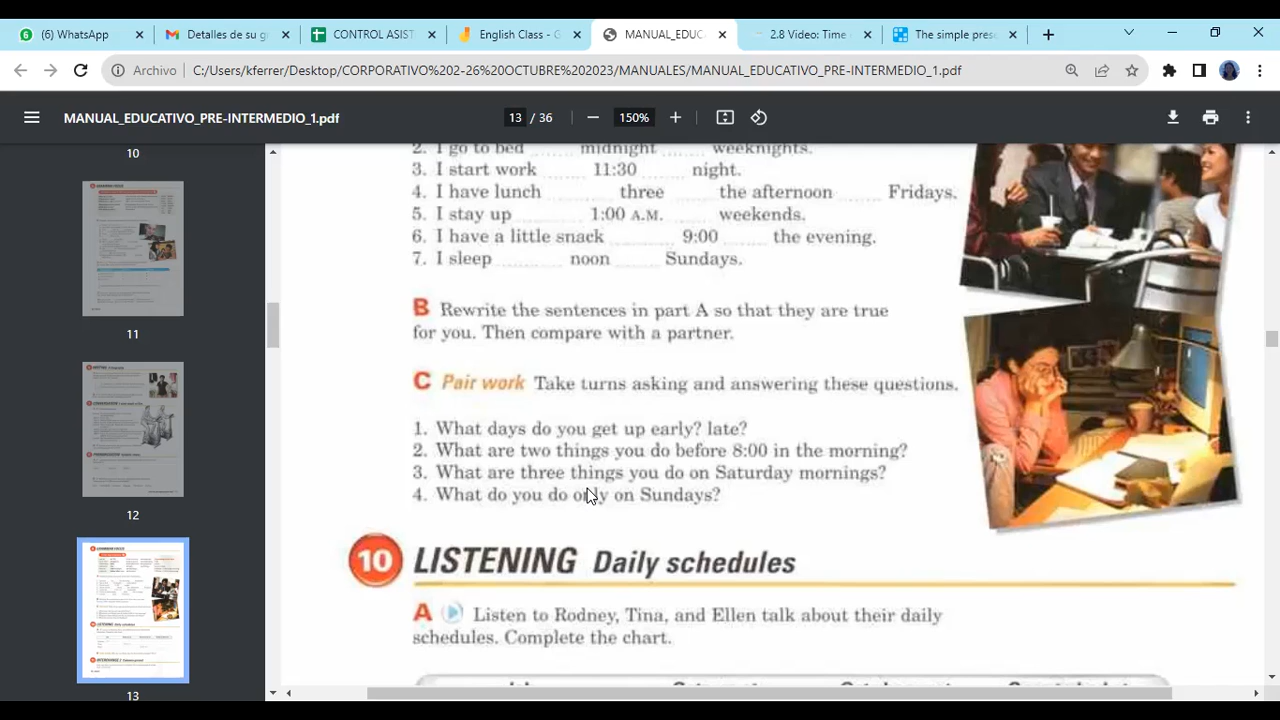 (6) WhatsApp
Detalles de su g
CONTROL ASIST
English Class - G
MANUAL_EDUC
2.8 Video: Time
The simple prese
Archivo
C:/Users/kferrer/Desktop/CORPORATIVO%202-26%20OCTUBRE%202023/MANUALES/MANUAL_EDUCATIVO_PRE-INTERMEDIO_1.pdf
MANUAL_EDUCATIVO_PRE-INTERMEDIO_1.pdf
13 / 36
150%
10
11
12
13
2. I go to bed ........ midnight ........ weeknights.
3. I start work ........ 11:30 ........ night.
4. I have lunch ........ three ........ the afternoon ........ Fridays.
5. I stay up ........ 1:00 A.M. ........ weekends.
6. I have a little snack ........ 9:00 ........ the evening.
7. I sleep ........ noon ........ Sundays.
B Rewrite the sentences in part A so that they are true
for you. Then compare with a partner.
C Pair work Take turns asking and answering these questions.
1. What days do you get up early? late?
2. What are two things you do before 8:00 in the morning?
3. What are three things you do on Saturday mornings?
4. What do you do only on Sundays?
10 LISTENING Daily schedules
A Listen to Rodney, Tina, and Ellen talk about their daily
schedules. Complete the chart.